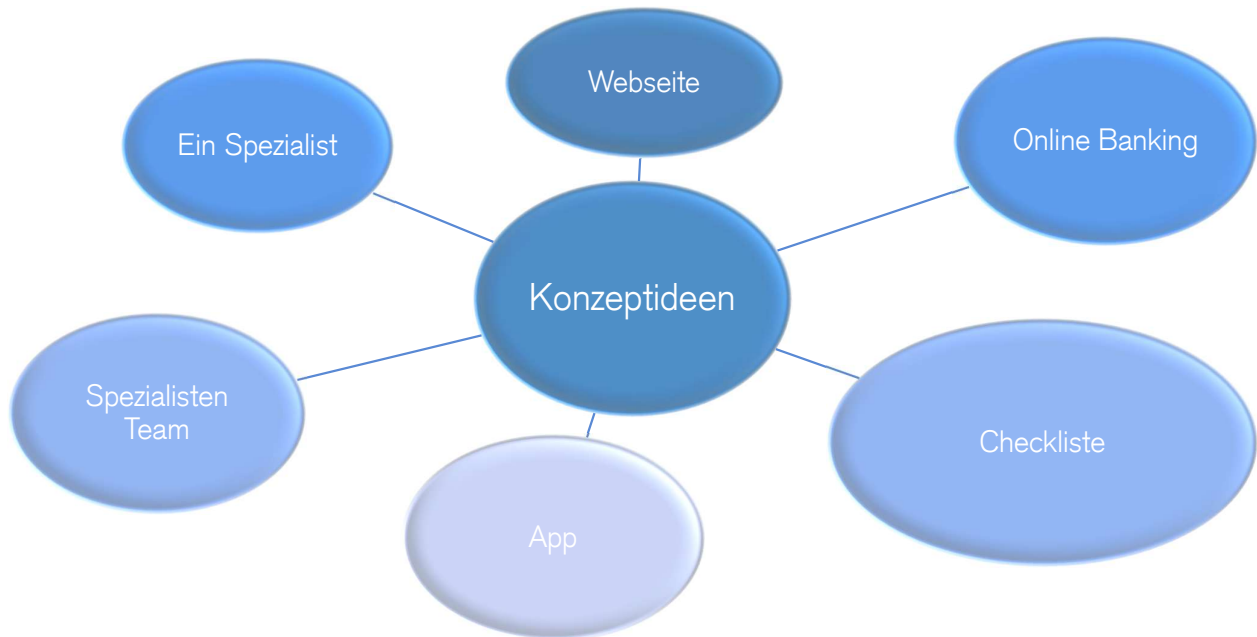 Webseite
Ein Spezialist
Online Banking
Konzeptideen
Spezialisten
Team
Checkliste
App